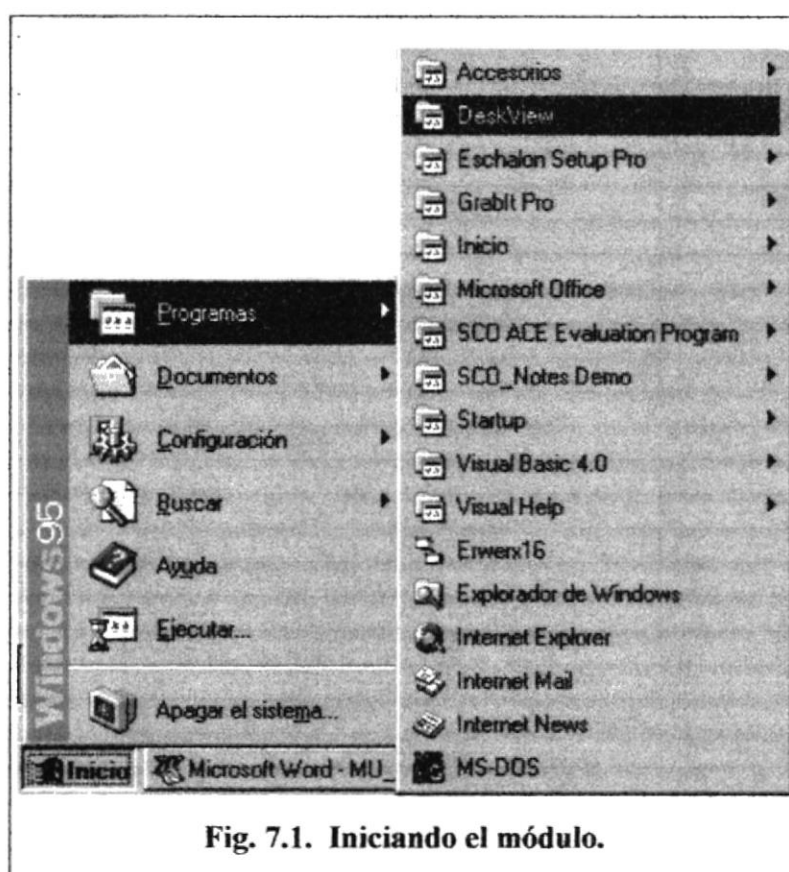 Accesorios
DeskView
Eschalon Setup Pro
GrabIt Pro
Inicio
Microsoft Office
SCO ACE Evaluation Program
SCO_Notes Demo
Startup
Visual Basic 4.0
Visual Help
Erwerx16
Explorador de Windows
Internet Explorer
Internet Mail
Internet News
MS-DOS
Programas
Documentos
Configuración
Buscar
Ayuda
Ejecutar...
Apagar el sistema...
Windows95
Inicio
Microsoft Word - MU_
Fig. 7.1. Iniciando el módulo.